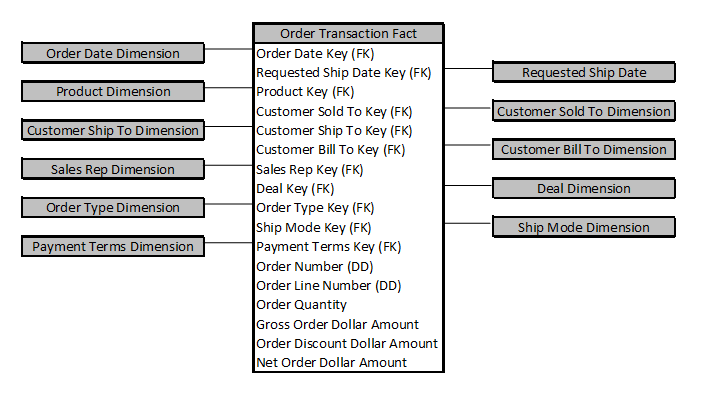 Order Transaction Fact
Order Date Dimension
Order Date Key (FK)
Requested Ship Date Key (FK)
Requested Ship Date
Product Dimension
Product Key (FK)
Customer Sold To Key (FK)
Customer Sold To Dimension
Customer Ship To Dimension
Customer Ship To Key (FK)
Customer Bill To Key (FK)
Customer Bill To Dimension
Sales Rep Dimension
Sales Rep Key (FK)
Deal Key (FK)
Deal Dimension
Order Type Dimension
Order Type Key (FK)
Ship Mode Key (FK)
Ship Mode Dimension
Payment Terms Dimension
Payment Terms Key (FK)
Order Number (DD)
Order Line Number (DD)
Order Quantity
Gross Order Dollar Amount
Order Discount Dollar Amount
Net Order Dollar Amount